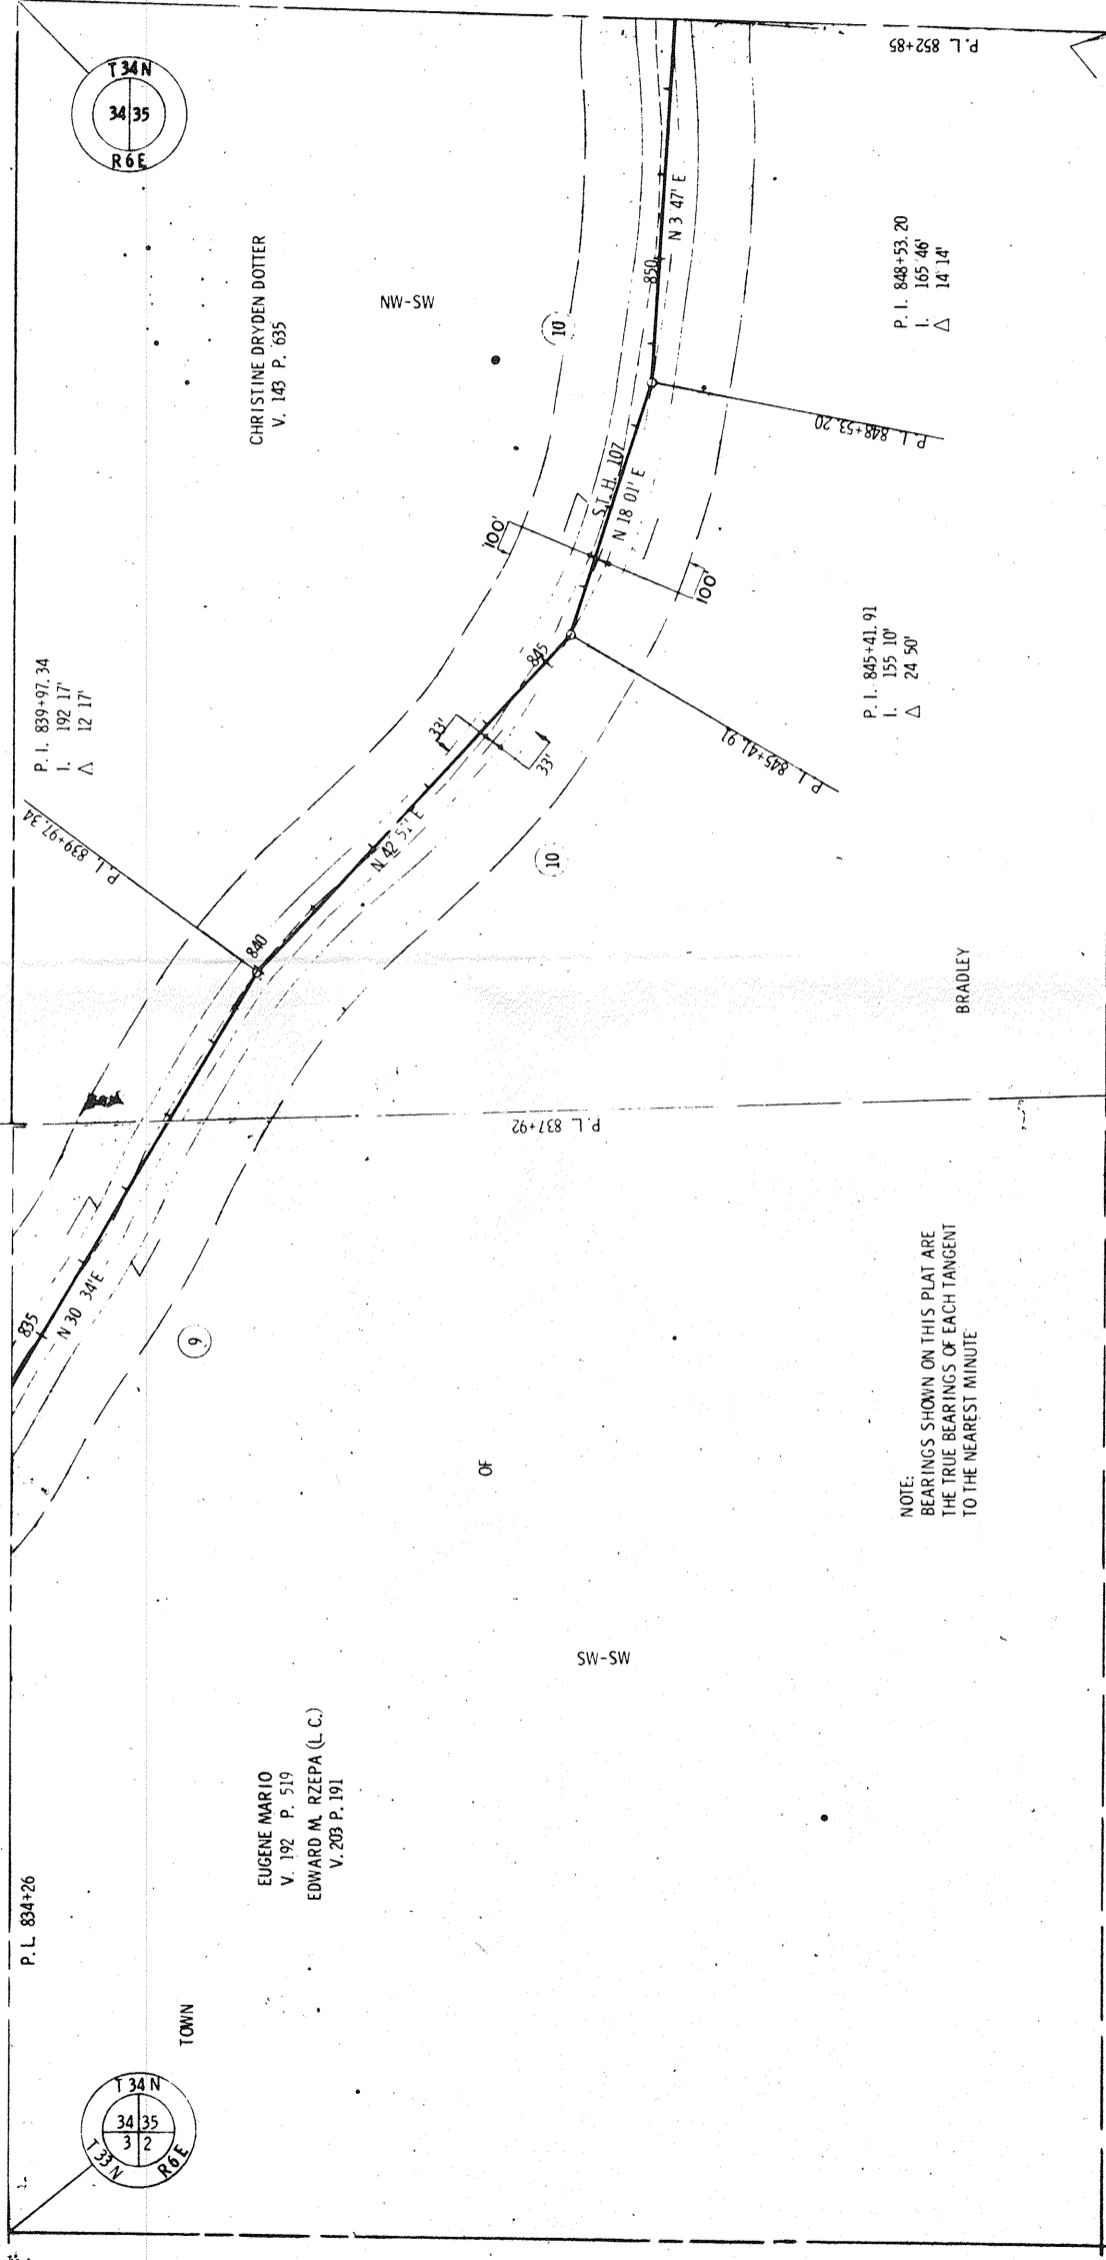 T 34 N
34 35
R 6 E
P. L. 852+85
CHRISTINE DRYDEN DOTTER
V. 143 P. 635
NW-SW
10
N 3 47' E
850
P. I. 848+53.20
I. 165 46'
△ 14 14'
P. I. 848+53.20
S.T.H. 107
N 18 01' E
100'
100'
P. I. 839+97.34
I. 192 17'
△ 12 17'
P. I. 845+41.91
I. 155 10'
△ 24 50'
845
33'
33'
P. I. 845+41.91
P. I. 839+97.34
N 42 51' E
10
840
BRADLEY
P. L. 837+92
835
N 30 34' E
9
NOTE:
BEARINGS SHOWN ON THIS PLAT ARE
THE TRUE BEARINGS OF EACH TANGENT
TO THE NEAREST MINUTE
OF
SW-SW
EUGENE MARIO
V. 192 P. 519
EDWARD M. RZEPA (L.C.)
V. 203 P. 191
P.L. 834+26
TOWN
T 34 N
34 35
3 2
T 33 N
R 6 E